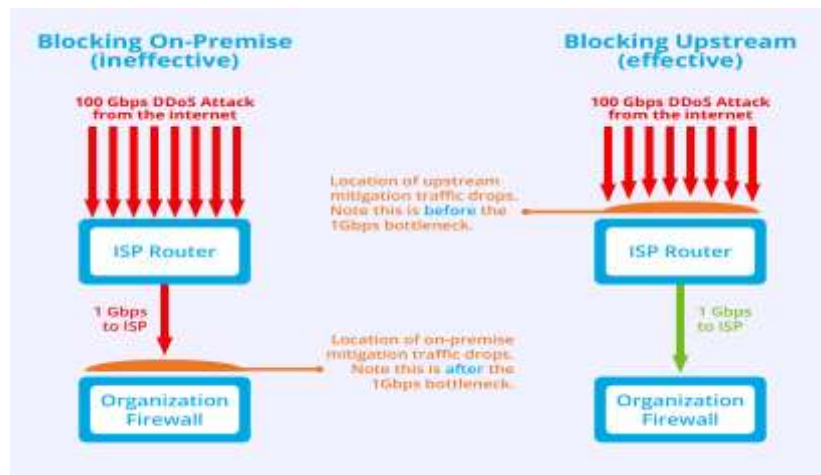 Blocking On-Premise
(ineffective)
100 Gbps DDoS Attack
from the internet
ISP Router
1 Gbps
to ISP
Organization
Firewall
Location of upstream
mitigation traffic drops.
Note this is before the
1Gbps bottleneck.
Location of on-premise
mitigation traffic drops.
Note this is after the
1Gbps bottleneck.
Blocking Upstream
(effective)
100 Gbps DDoS Attack
from the internet
ISP Router
1 Gbps
to ISP
Organization
Firewall